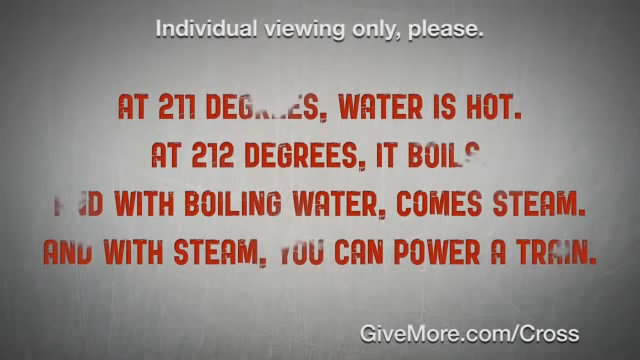 Individual viewing only, please.
AT 211 DEGREES, WATER IS HOT.
AT 212 DEGREES, IT BOILS
AND WITH BOILING WATER, COMES STEAM.
AND WITH STEAM, YOU CAN POWER A TRAIN.
GiveMore.com/Cross